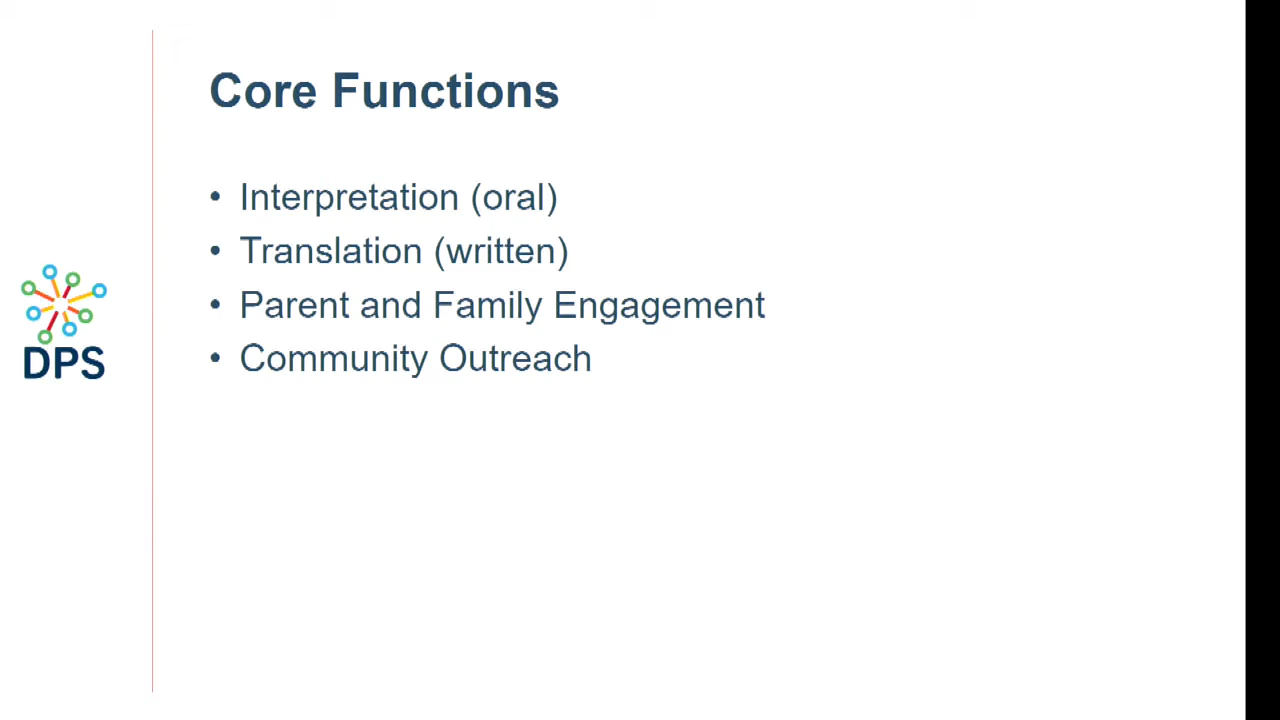 Core Functions
• Interpretation (oral)
• Translation (written)
• Parent and Family Engagement
• Community Outreach
DPS